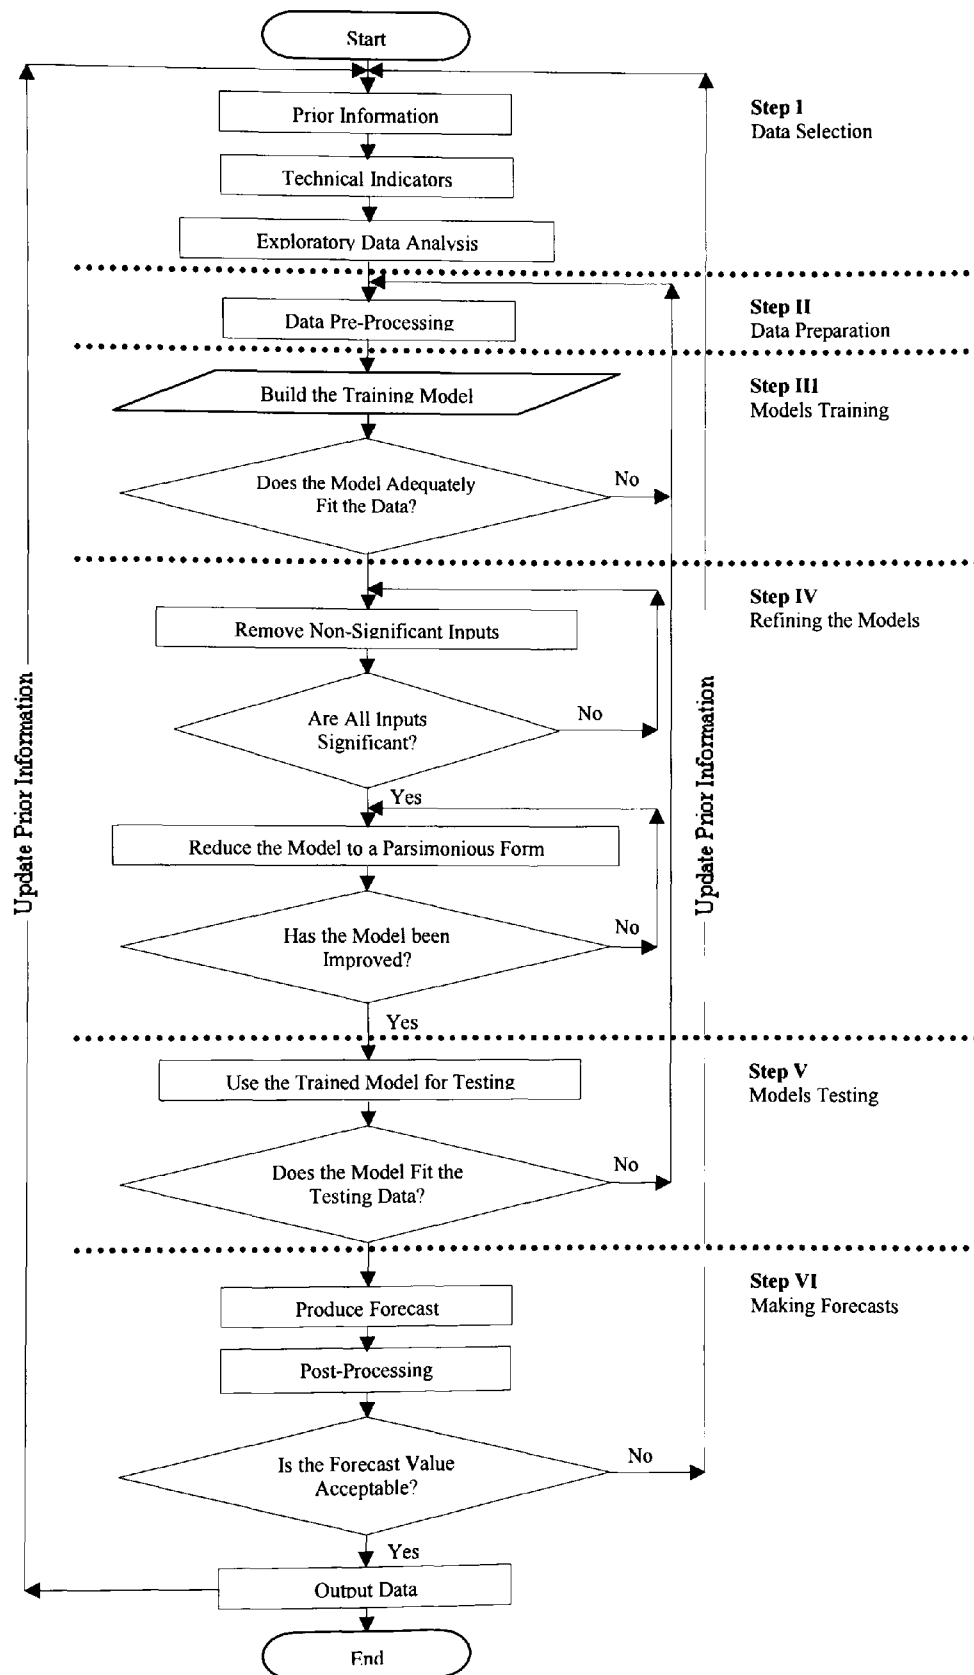 Start
Step I
Prior Information
Data Selection
Technical Indicators
Exploratory Data Analysis
Step II
Data Pre-Processing
Data Preparation
Step III
Build the Training Model
Models Training
Does the Model Adequately
Fit the Data?
No
Step IV
Refining the Models
Remove Non-Significant Inputs
Are All Inputs
Significant?
No
Yes
Update Prior Information
Update Prior Information
Reduce the Model to a Parsimonious Form
Has the Model been
Improved?
No
Yes
Step V
Use the Trained Model for Testing
Models Testing
Does the Model Fit the
Testing Data?
No
Step VI
Produce Forecast
Making Forecasts
Post-Processing
Is the Forecast Value
Acceptable?
No
Yes
Output Data
End